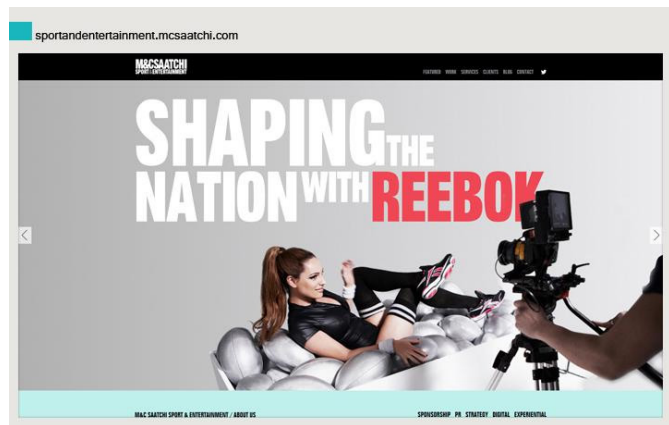 sportandentertainment.mcsaatchi.com
M&CSAATCHI
SPORT&ENTERTAINMENT
FEATURED WORK SERVICES CLIENTS BLOG CONTACT
SHAPING THE
NATION WITH REEBOK
M&C SAATCHI SPORT & ENTERTAINMENT / ABOUT US
SPONSORSHIP PR STRATEGY DIGITAL EXPERIENTIAL